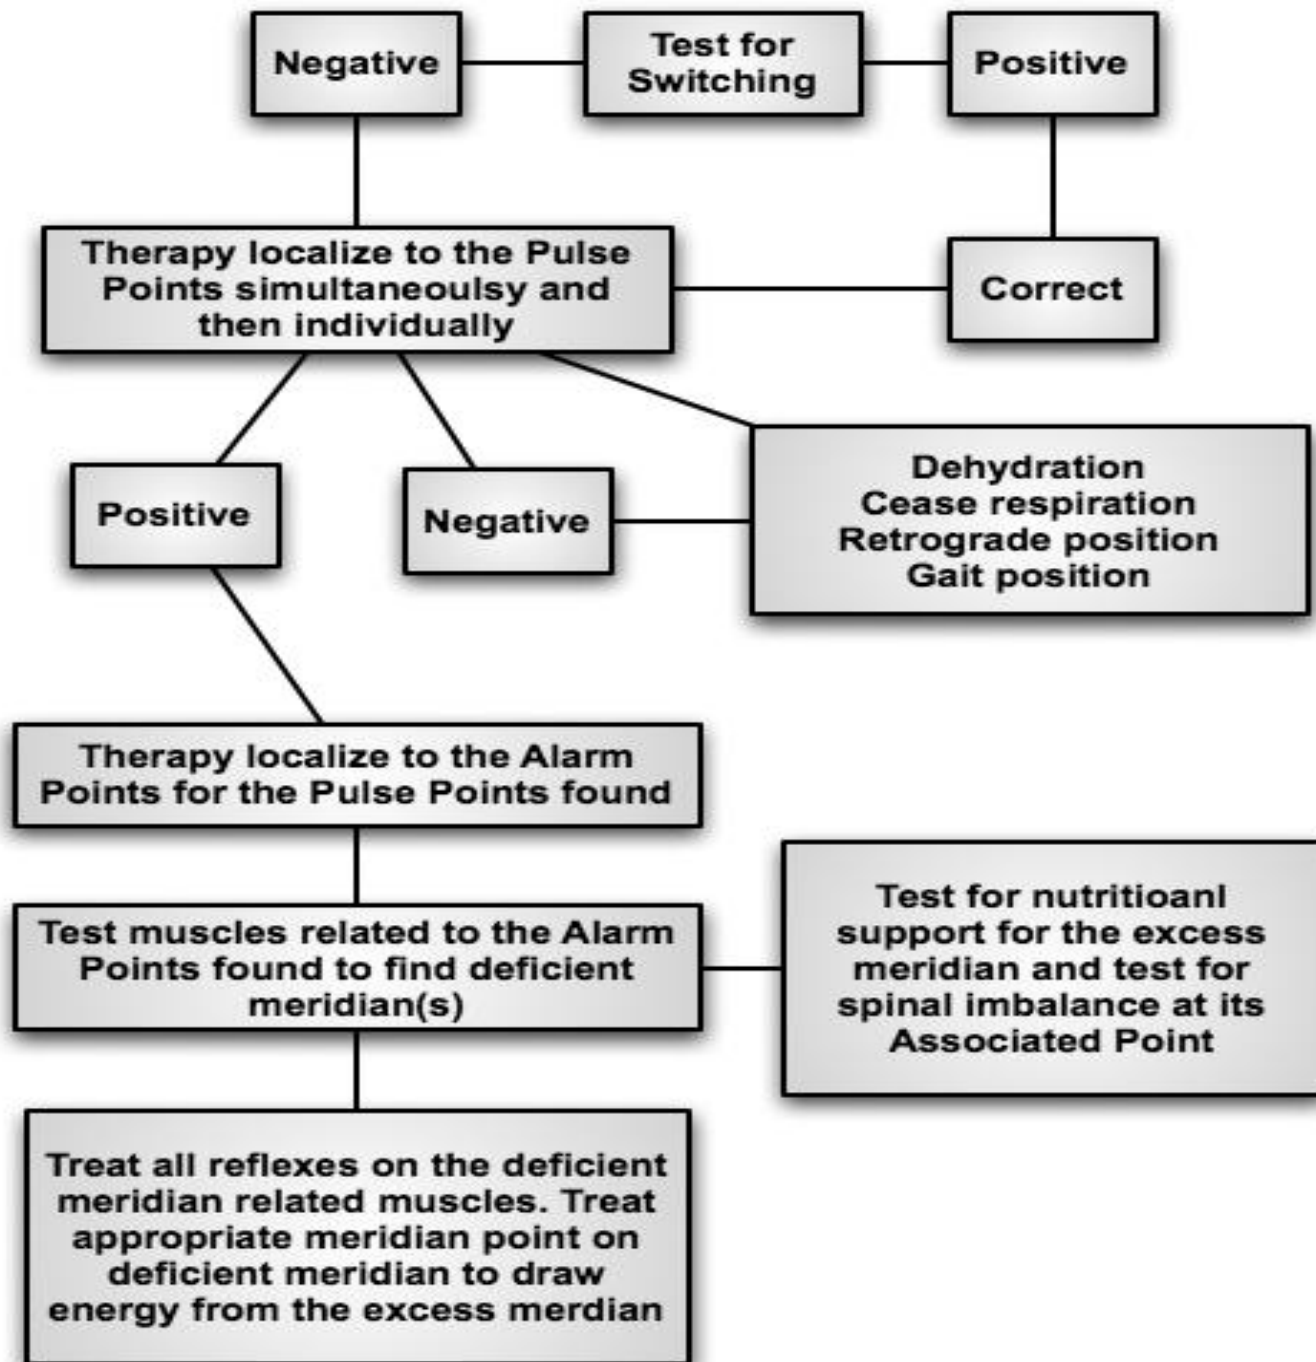 Negative
Test for
Switching
Positive
Therapy localize to the Pulse
Points simultaneoulsy and
then individually
Correct
Positive
Negative
Dehydration
Cease respiration
Retrograde position
Gait position
Therapy localize to the Alarm
Points for the Pulse Points found
Test muscles related to the Alarm
Points found to find deficient
meridian(s)
Test for nutritioanl
support for the excess
meridian and test for
spinal imbalance at its
Associated Point
Treat all reflexes on the deficient
meridian related muscles. Treat
appropriate meridian point on
deficient meridian to draw
energy from the excess merdian